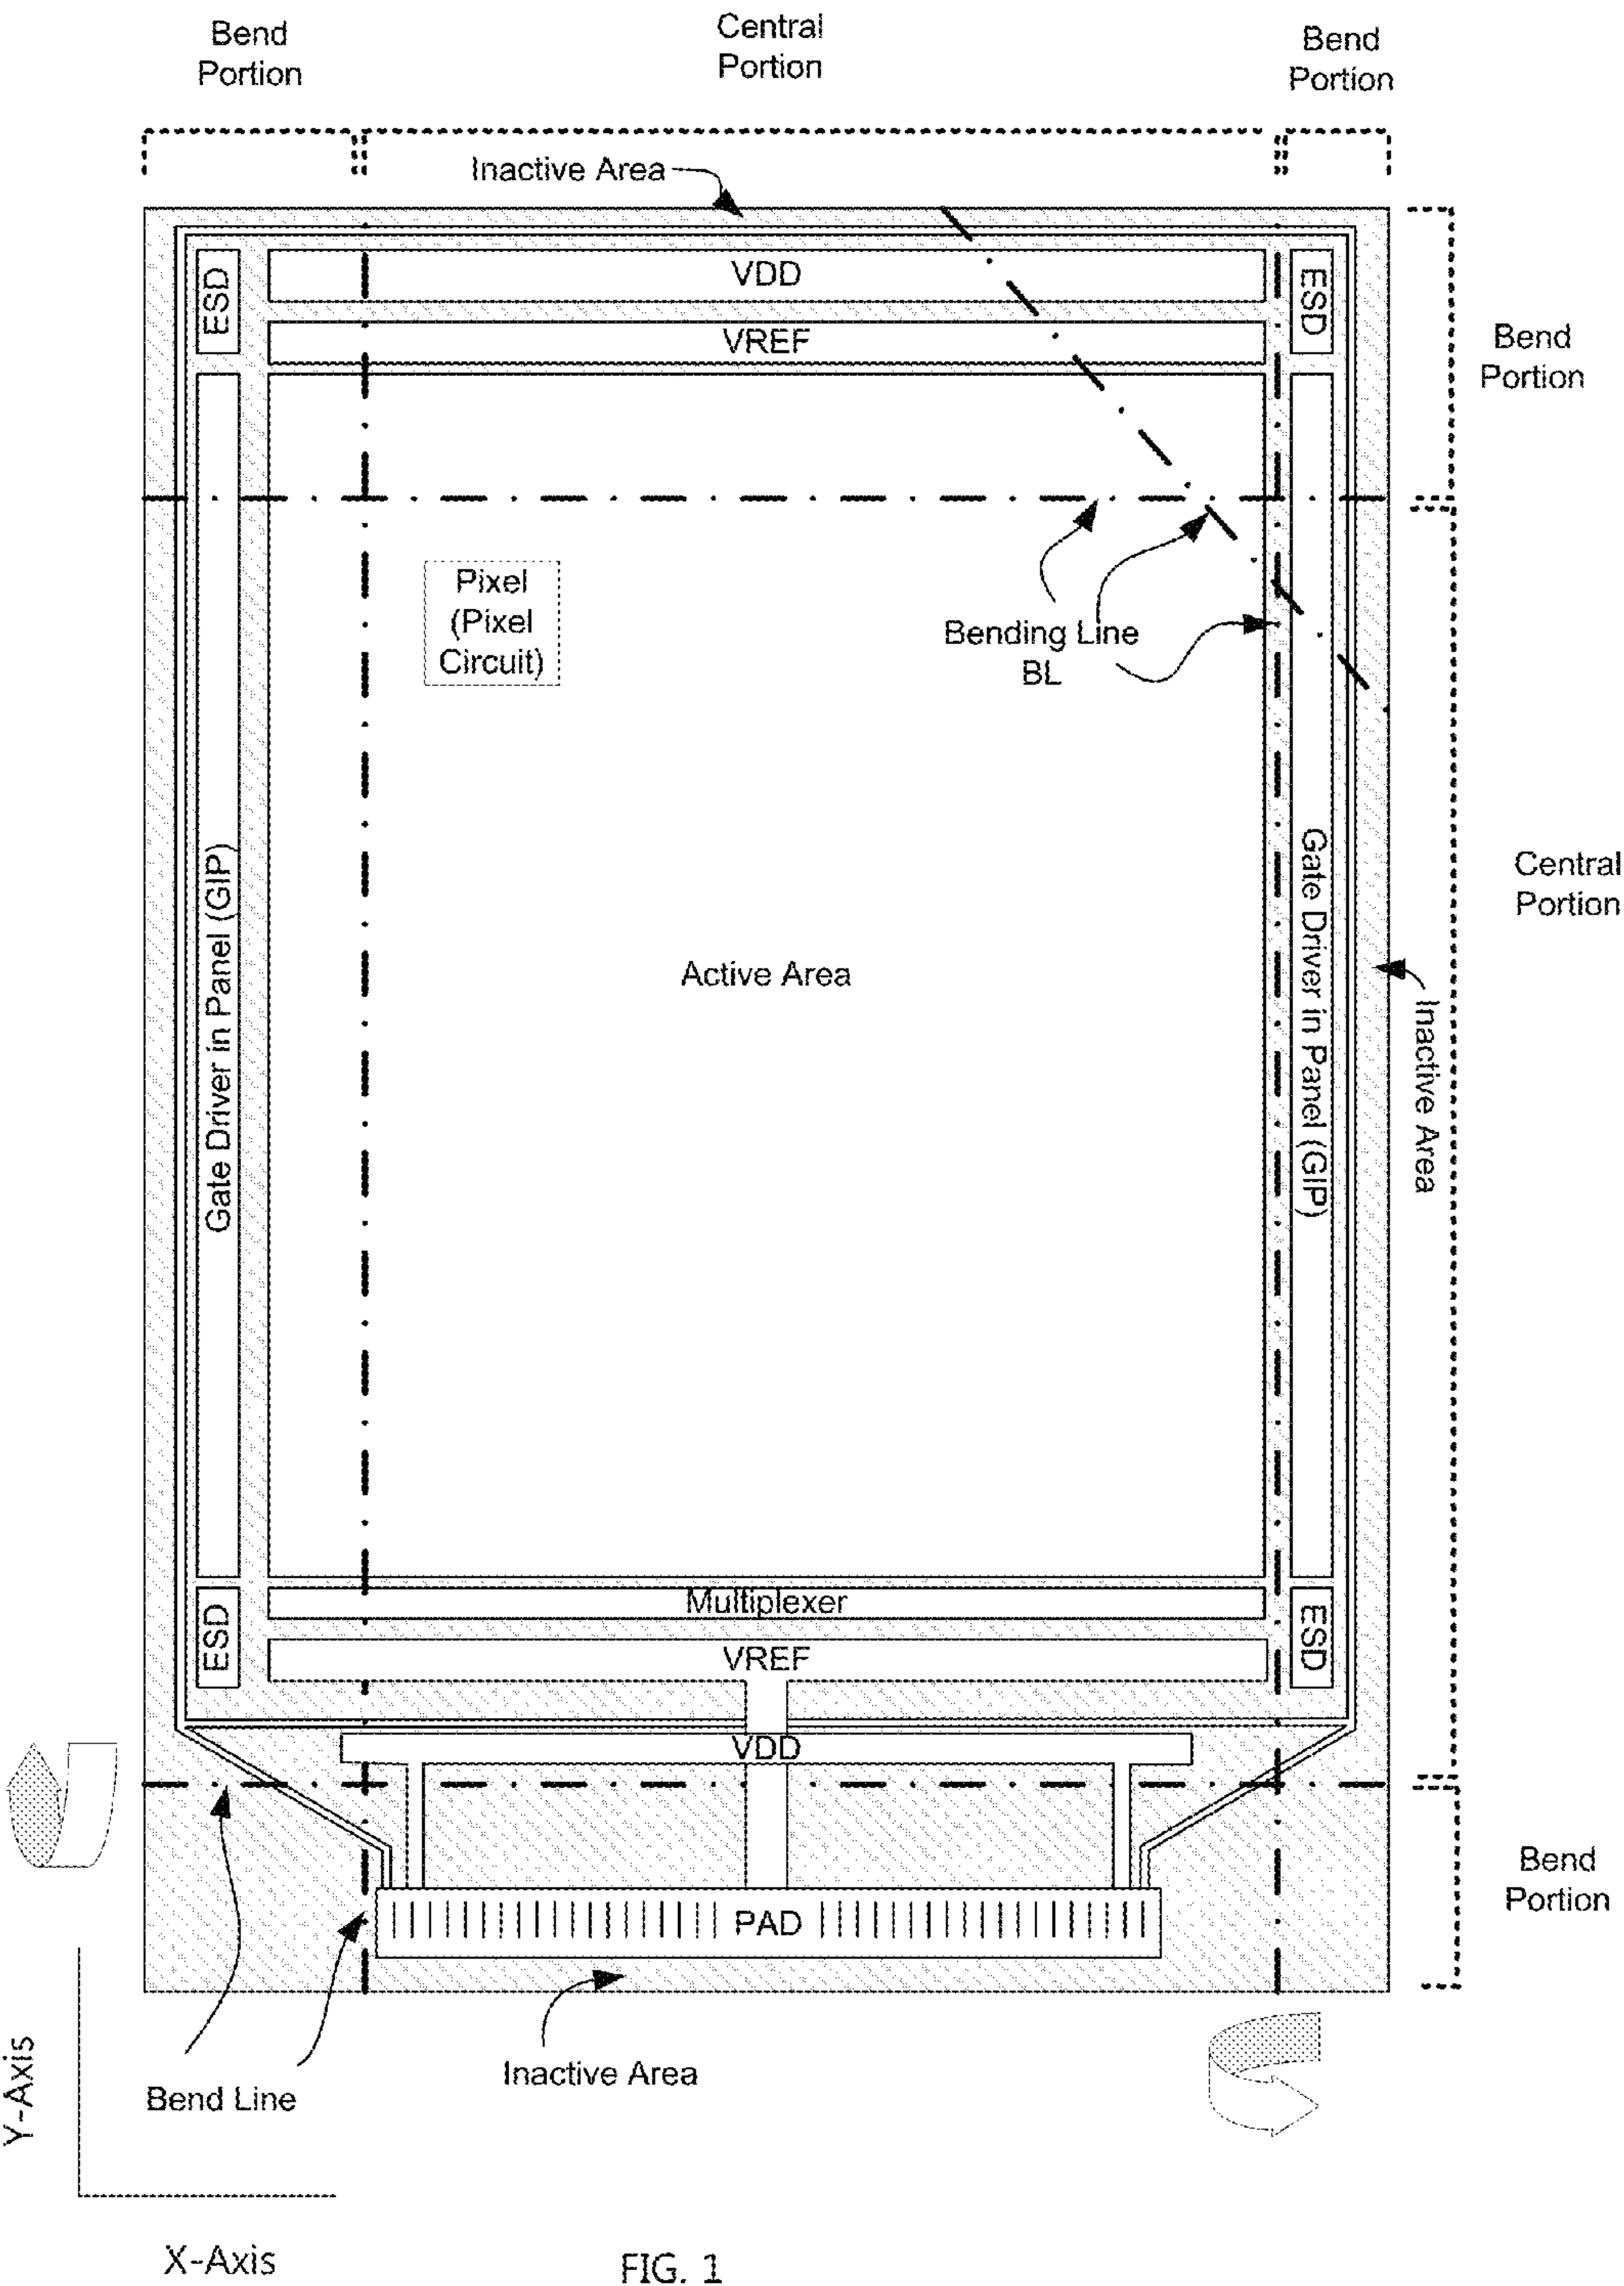 Bend
Portion
Central
Portion
Bend
Portion
Inactive Area
ESD
VDD
ESD
VREF
Bend
Portion
Pixel
(Pixel
Circuit)
Bending Line
BL
Central
Portion
Gate Driver in Panel (GIP)
Active Area
Gate Driver in Panel (GIP)
Inactive Area
Multiplexer
ESD
VREF
ESD
VDD
Bend
Portion
PAD
Inactive Area
Bend Line
Y-Axis
X-Axis
FIG. 1